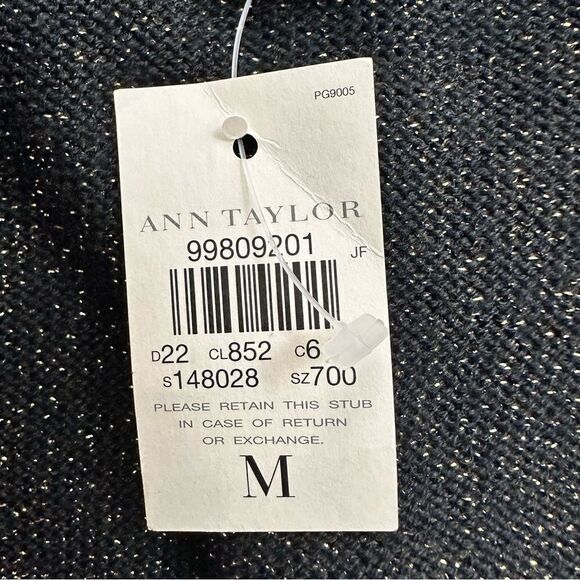 PG9005
ANN TAYLOR
99809201 JF
D22 CL852 C6
S148028 SZ700
PLEASE RETAIN THIS STUB
IN CASE OF RETURN
OR EXCHANGE.
M